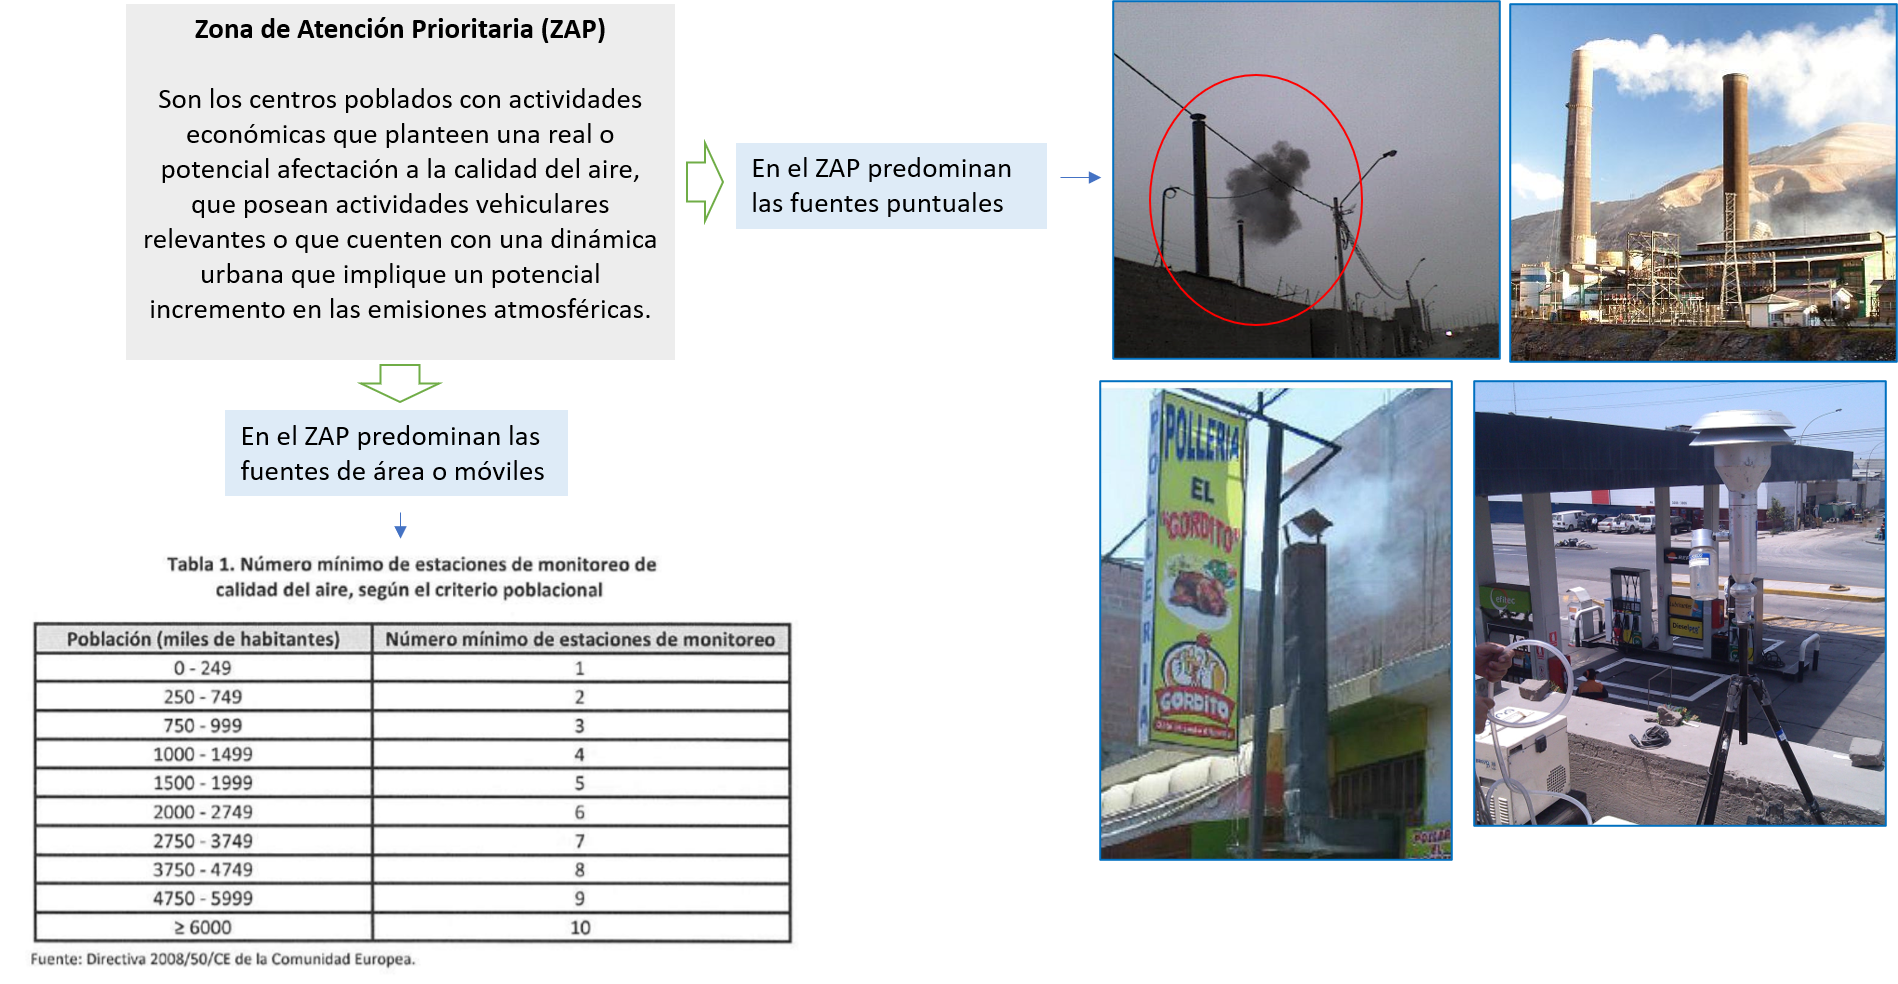 Zona de Atención Prioritaria (ZAP)
Son los centros poblados con actividades
económicas que planteen una real o
potencial afectación a la calidad del aire,
que posean actividades vehiculares
relevantes o que cuenten con una dinámica
urbana que implique un potencial
incremento en las emisiones atmosféricas.
En el ZAP predominan
las fuentes puntuales
En el ZAP predominan las
fuentes de área o móviles
Tabla 1. Número mínimo de estaciones de monitoreo de
calidad del aire, según el criterio poblacional
Población (miles de habitantes) Número mínimo de estaciones de monitoreo
0 - 249 1
250 - 749 2
750 - 999 3
1000 - 1499 4
1500 - 1999 5
2000 - 2749 6
2750 - 3749 7
3750 - 4749 8
4750 - 5999 9
≥ 6000 10
Fuente: Directiva 2008/50/CE de la Comunidad Europea.
POLLERIA
EL
"GORDITO"
GORDITO
efitec